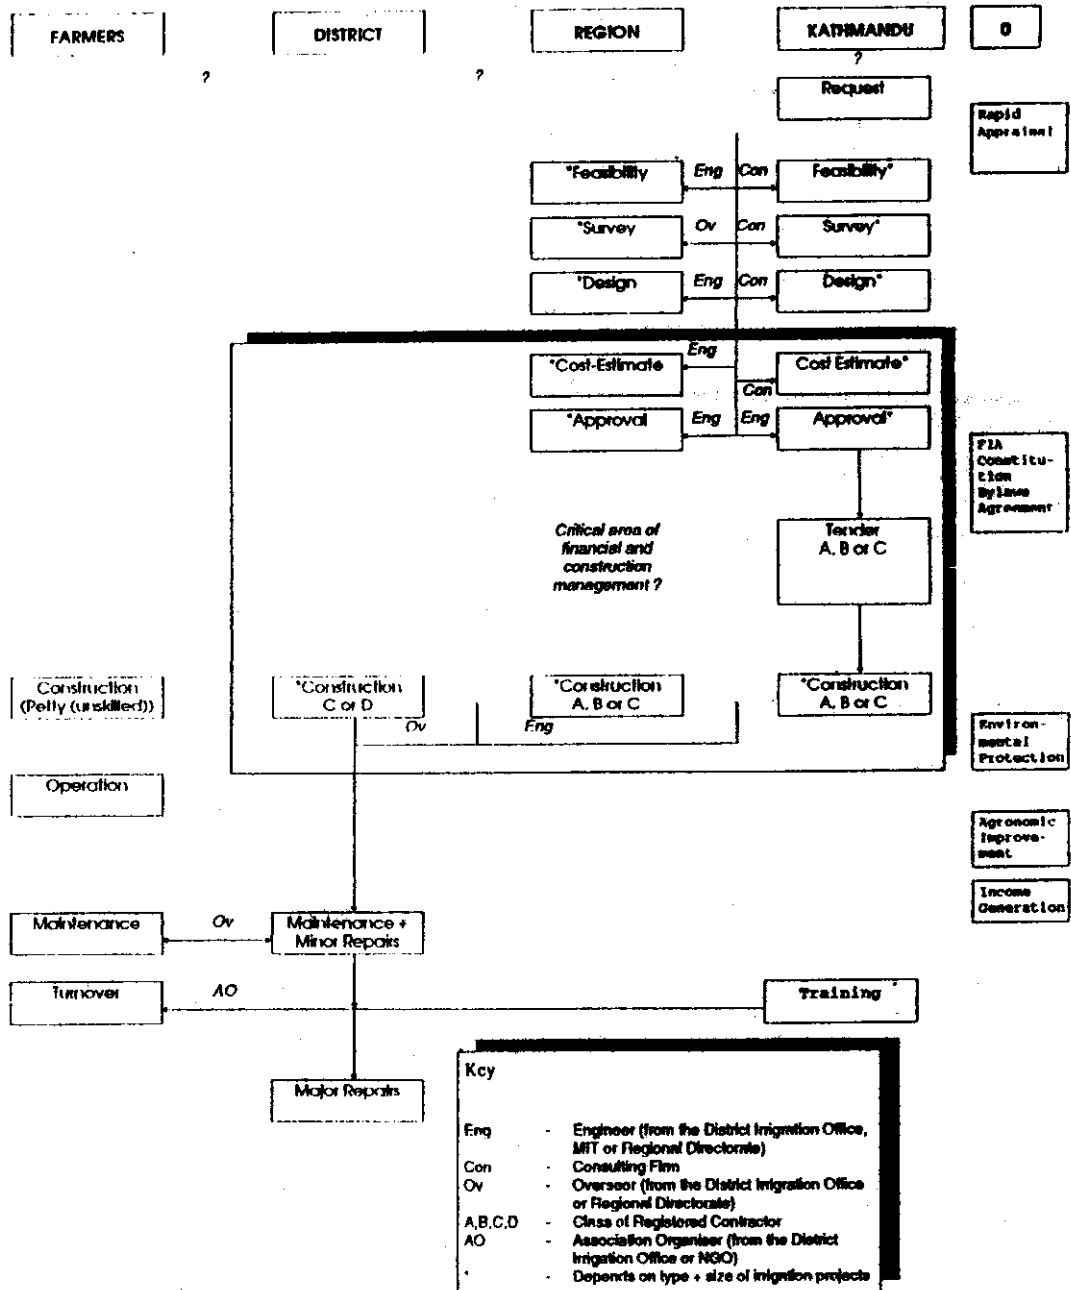 FARMERS DISTRICT REGION KATHMANDU 0
? ? ?
Request
Rapid
Appraisal
*Feasibility Eng Con Feasibility*
*Survey Ov Con Survey*
*Design Eng Con Design*
Eng
*Cost-Estimate Cost Estimate*
Con
*Approval Eng Eng Approval*
FIA
Constitu-
tion
Bylaws
Agreement
Critical area of
financial and
construction
management ?
Tender
A, B or C
Construction
(Petty (unskilled))
*Construction
C or D
*Construction
A, B or C
*Construction
A, B or C
Ov Eng
Environ-
mental
Protection
Operation
Agronomic
Improve-
ment
Income
Generation
Maintenance Ov Maintenance +
Minor Repairs
Turnover AO Training
Major Repairs
Key
Eng - Engineer (from the District Irrigration Office,
MIT or Regional Directorate)
Con - Consulting Firm
Ov - Overseer (from the District Irrigration Office
or Regional Directorate)
A,B,C,D - Class of Registered Contractor
AO - Association Organiser (from the District
Irrigation Office or NGO)
* - Depends on type + size of irrigration projects